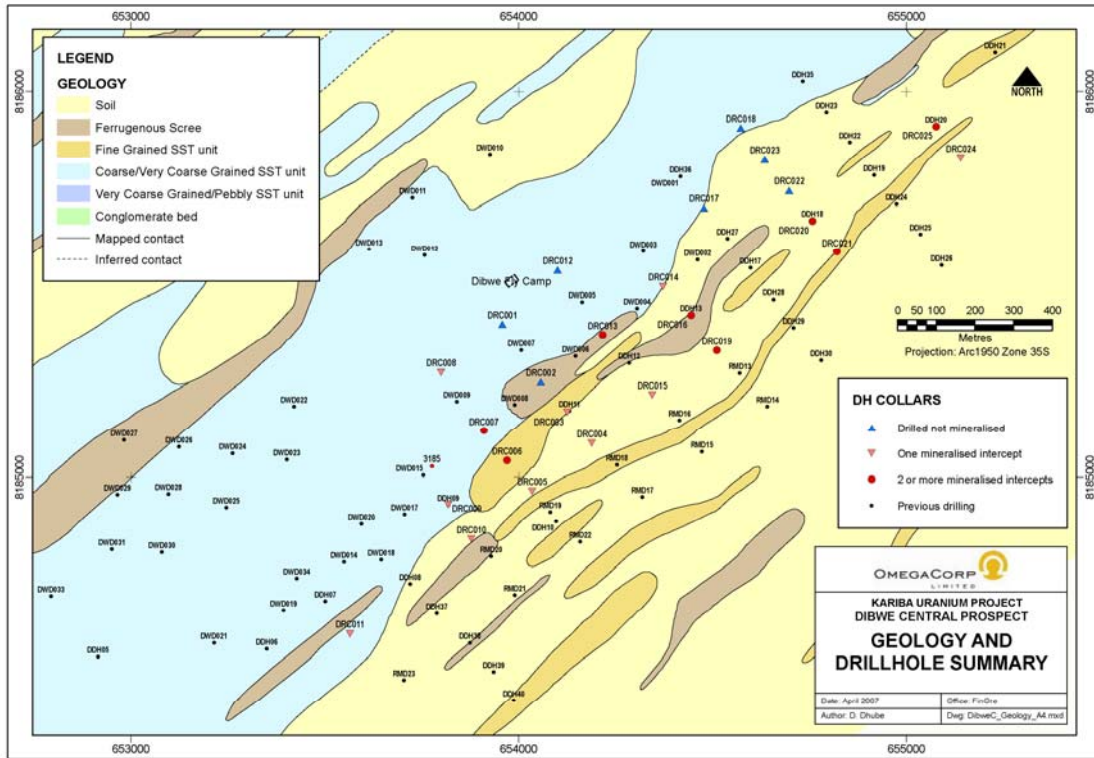 653000
654000
655000
8186000
8186000
8185000
8185000
653000
654000
655000
LEGEND
GEOLOGY
Soil
Ferrugenous Scree
Fine Grained SST unit
Coarse/Very Coarse Grained SST unit
Very Coarse Grained/Pebbly SST unit
Conglomerate bed
Mapped contact
Inferred contact
NORTH
DDH21
DDH35
DDH23
DRC018
DDH20
DRC025
DDH22
DRC024
DWD010
DRC023
DDH19
DDH36
DWD001
DRC022
DWD011
DRC017
DDH24
DDH18
DRC020
DDH25
DDH27
DRC021
DWD013
DWD003
DWD002
DDH26
DRC012
DDH17
Dibwe
Camp
DRC014
DWD005
DDH28
DWD004
DRC016
DRC001
DRC013
DDH29
DWD007
DWD006
DRC019
DDH12
DDH30
DRC008
RMD13
DRC002
DRC015
DWD009
DWD008
DDH11
RMD14
DWD022
DRC003
RMD16
DRC007
DWD027
DWD026
DRC004
DWD024
DWD023
DRC006
RMD15
3185
RMD18
DWD015
DRC005
DWD029
DWD028
DDH09
RMD17
DWD025
DRC009
DWD017
RMD19
DWD020
DDH10
DRC010
RMD22
DWD031
DWD030
RMD20
DWD014
DWD018
DWD034
DDH08
DWD033
DDH07
RMD21
DWD019
DDH37
DRC011
DWD021
DDH06
DDH38
DDH05
DDH39
RMD23
DDH40
0 50 100 200 300 400
Metres
Projection: Arc1950 Zone 35S
DH COLLARS
Drilled not mineralised
One mineralised intercept
2 or more mineralised intercepts
Previous drilling
OMEGACORP
LIMITED
KARIBA URANIUM PROJECT
DIBWE CENTRAL PROSPECT
GEOLOGY AND
DRILLHOLE SUMMARY
Date: April 2007
Office: FinOre
Author: D. Dhube
Dwg: DibweC_Geology_A4.mxd